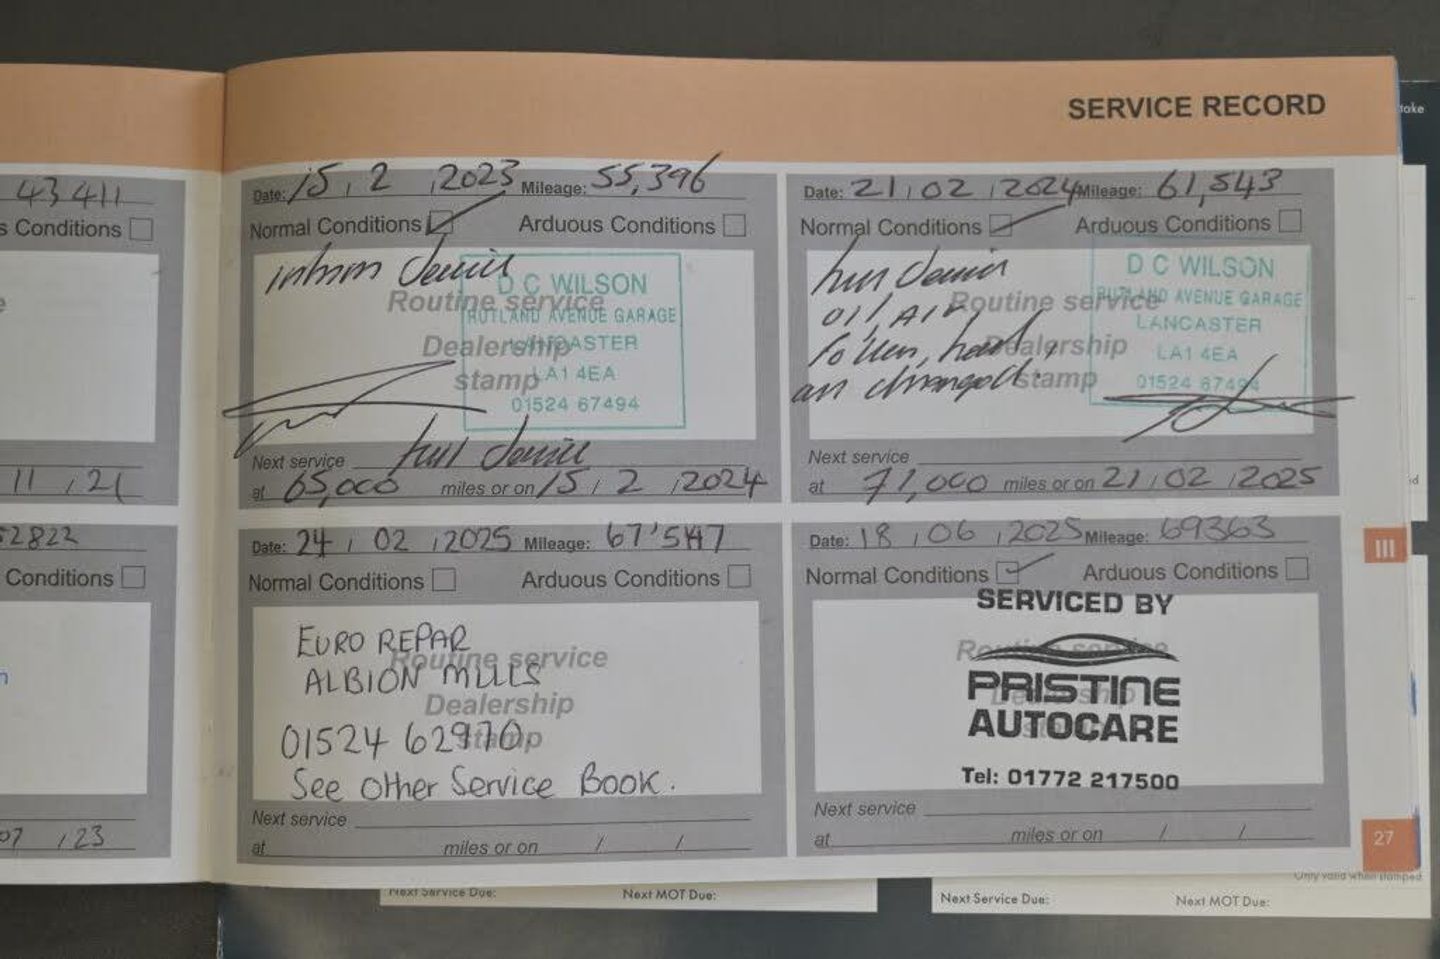 SERVICE RECORD
take
43411
s Conditions
11 / 21
52822
Conditions
07 / 23
Date: 15 / 2 / 2023 Mileage: 55,396
Normal Conditions Arduous Conditions
D C WILSON
Routine service
RUTLAND AVENUE GARAGE
Dealership
LANCASTER
stamp
LA1 4EA
01524 67494
Next service full service
at 65,000 miles or on 15 / 2 / 2024
Date: 21 / 02 / 2024 Mileage: 61,543
Normal Conditions Arduous Conditions
full service
D C WILSON
Routine service
RUTLAND AVENUE GARAGE
oil, Air
LANCASTER
Dealership
LA1 4EA
stamp
01524 67494
changed.
Next service
at 71,000 miles or on 21 / 02 / 2025
Date: 24 / 02 / 2025 Mileage: 67'547
Normal Conditions Arduous Conditions
EURO REPAR
Routine service
ALBION MILLS
Dealership
01524 62970
stamp
See Other Service Book.
Next service
at miles or on / /
Date: 18 / 06 / 2025 Mileage: 69363
Normal Conditions Arduous Conditions
SERVICED BY
PRISTINE
AUTOCARE
Tel: 01772 217500
Next service
at miles or on / /
III
27
Only valid when stamped
Next Service Due: Next MOT Due:
Next Service Due: Next MOT Due: